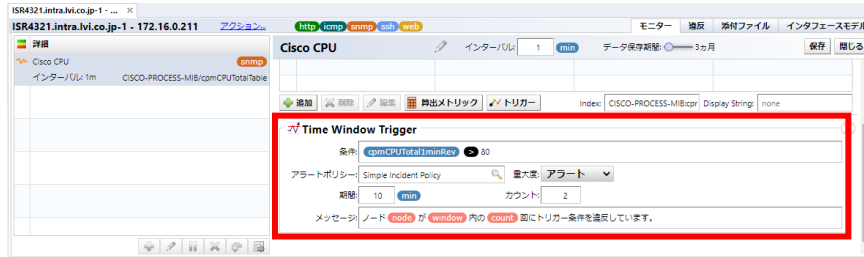 ISR4321.intra.lvi.co.jp-1 - ... ×
ISR4321.intra.lvi.co.jp-1 - 172.16.0.211 アクション... http icmp snmp ssh web モニター 違反 添付ファイル インタフェースモデル
詳細
Cisco CPU snmp
インターバル: 1m CISCO-PROCESS-MIB/cpmCPUTotalTable
Cisco CPU インターバル: 1 min データ保存期間: 3ヵ月 保存 閉じる
追加 削除 編集 算出メトリック トリガー Index: CISCO-PROCESS-MIB:cpr Display String: none
Time Window Trigger
条件: cpmCPUTotal1minRev > 80
アラートポリシー: Simple Incident Policy 重大度: アラート
期間: 10 min カウント: 2
メッセージ: ノード node が window 内の count 回にトリガー条件を違反しています。